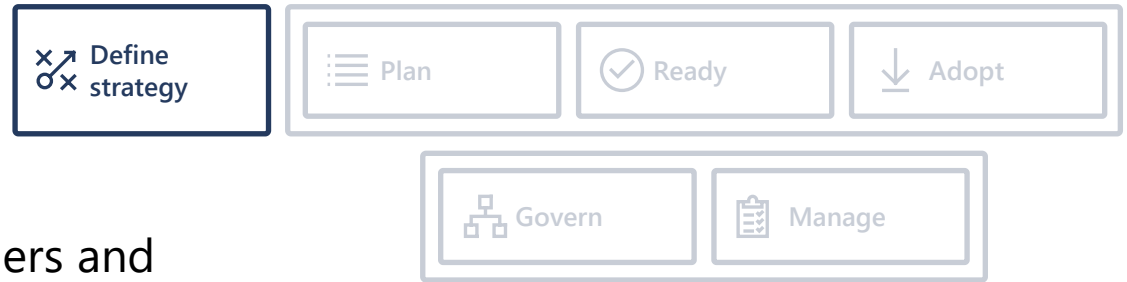 Define
strategy
Plan
Ready
Adopt
Govern
Manage
ers and